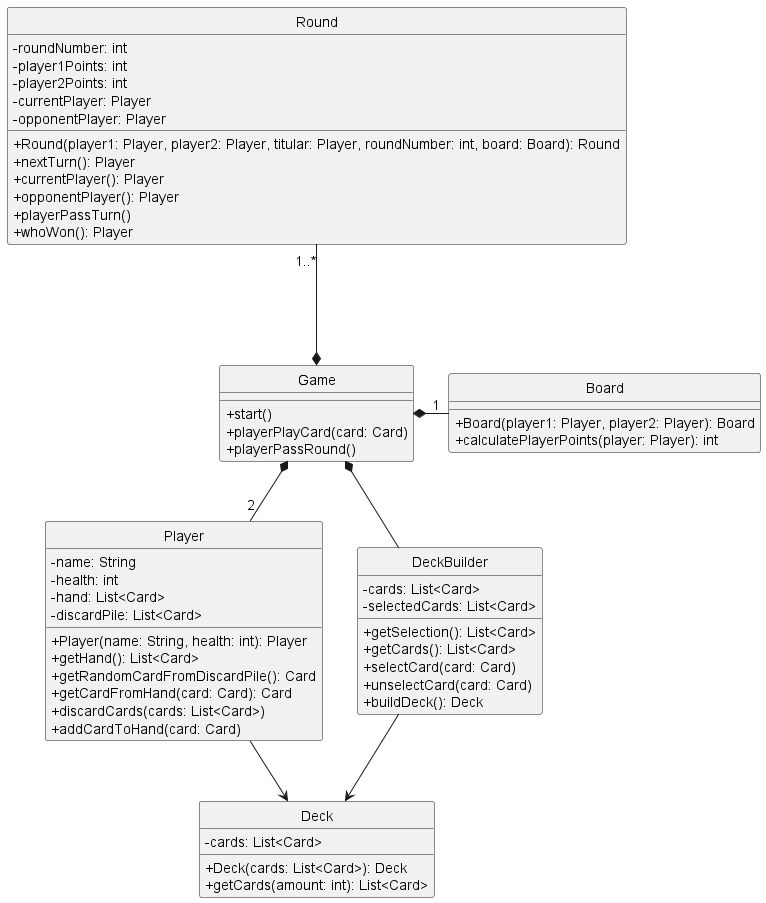 Round
-roundNumber: int
-player1Points: int
-player2Points: int
-currentPlayer: Player
-opponentPlayer: Player
+Round(player1: Player, player2: Player, titular: Player, roundNumber: int, board: Board): Round
+nextTurn(): Player
+currentPlayer(): Player
+opponentPlayer(): Player
+playerPassTurn()
+whoWon(): Player
1..*
Game
+start()
+playerPlayCard(card: Card)
+playerPassRound()
1
Board
+Board(player1: Player, player2: Player): Board
+calculatePlayerPoints(player: Player): int
2
Player
-name: String
-health: int
-hand: List<Card>
-discardPile: List<Card>
+Player(name: String, health: int): Player
+getHand(): List<Card>
+getRandomCardFromDiscardPile(): Card
+getCardFromHand(card: Card): Card
+discardCards(cards: List<Card>)
+addCardToHand(card: Card)
DeckBuilder
-cards: List<Card>
-selectedCards: List<Card>
+getSelection(): List<Card>
+getCards(): List<Card>
+selectCard(card: Card)
+unselectCard(card: Card)
+buildDeck(): Deck
Deck
-cards: List<Card>
+Deck(cards: List<Card>): Deck
+getCards(amount: int): List<Card>